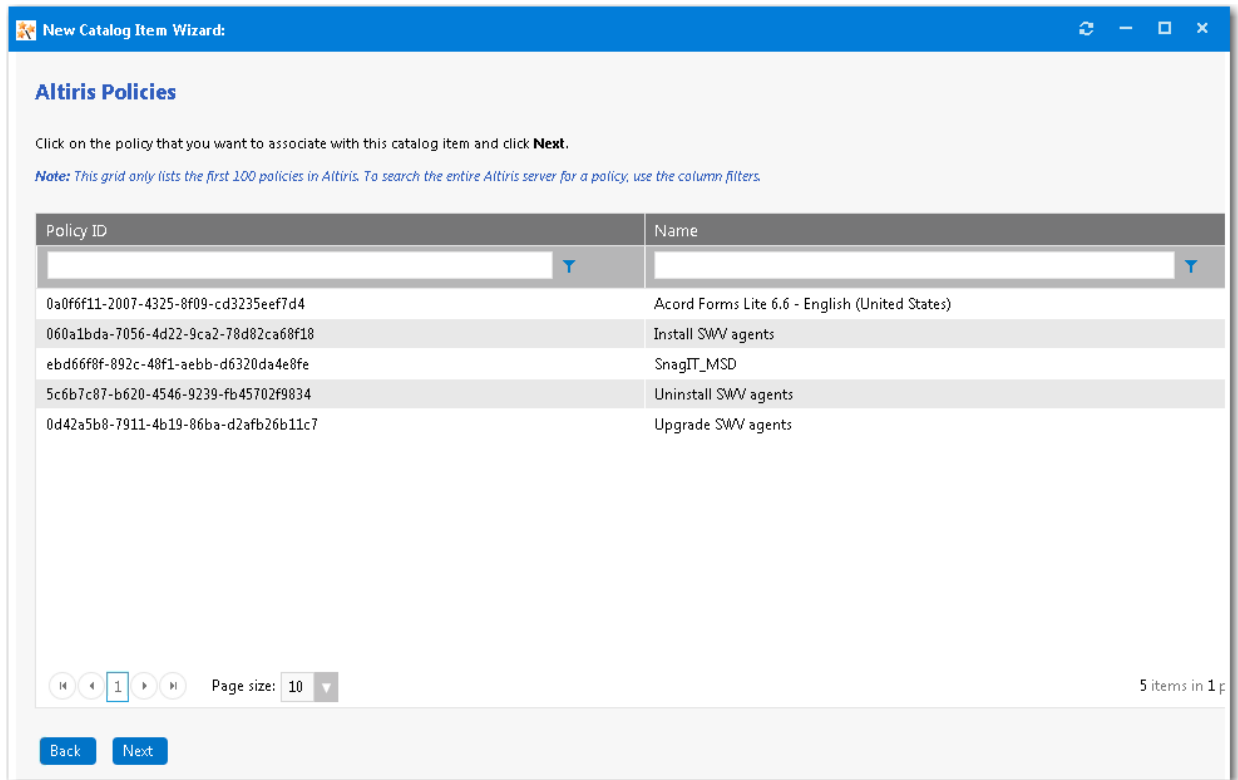 New Catalog Item Wizard:
Altiris Policies
Click on the policy that you want to associate with this catalog item and click Next.
Note: This grid only lists the first 100 policies in Altiris. To search the entire Altiris server for a policy, use the column filters.
Policy ID Name
0a0f6f11-2007-4325-8f09-cd3235eef7d4 Acord Forms Lite 6.6 - English (United States)
060a1bda-7056-4d22-9ca2-78d82ca68f18 Install SWV agents
ebd66f8f-892c-48f1-aebb-d6320da4e8fe SnagIT_MSD
5c6b7c87-b620-4546-9239-fb45702f9834 Uninstall SWV agents
0d42a5b8-7911-4b19-86ba-d2afb26b11c7 Upgrade SWV agents
1 Page size: 10 5 items in 1 p
Back Next